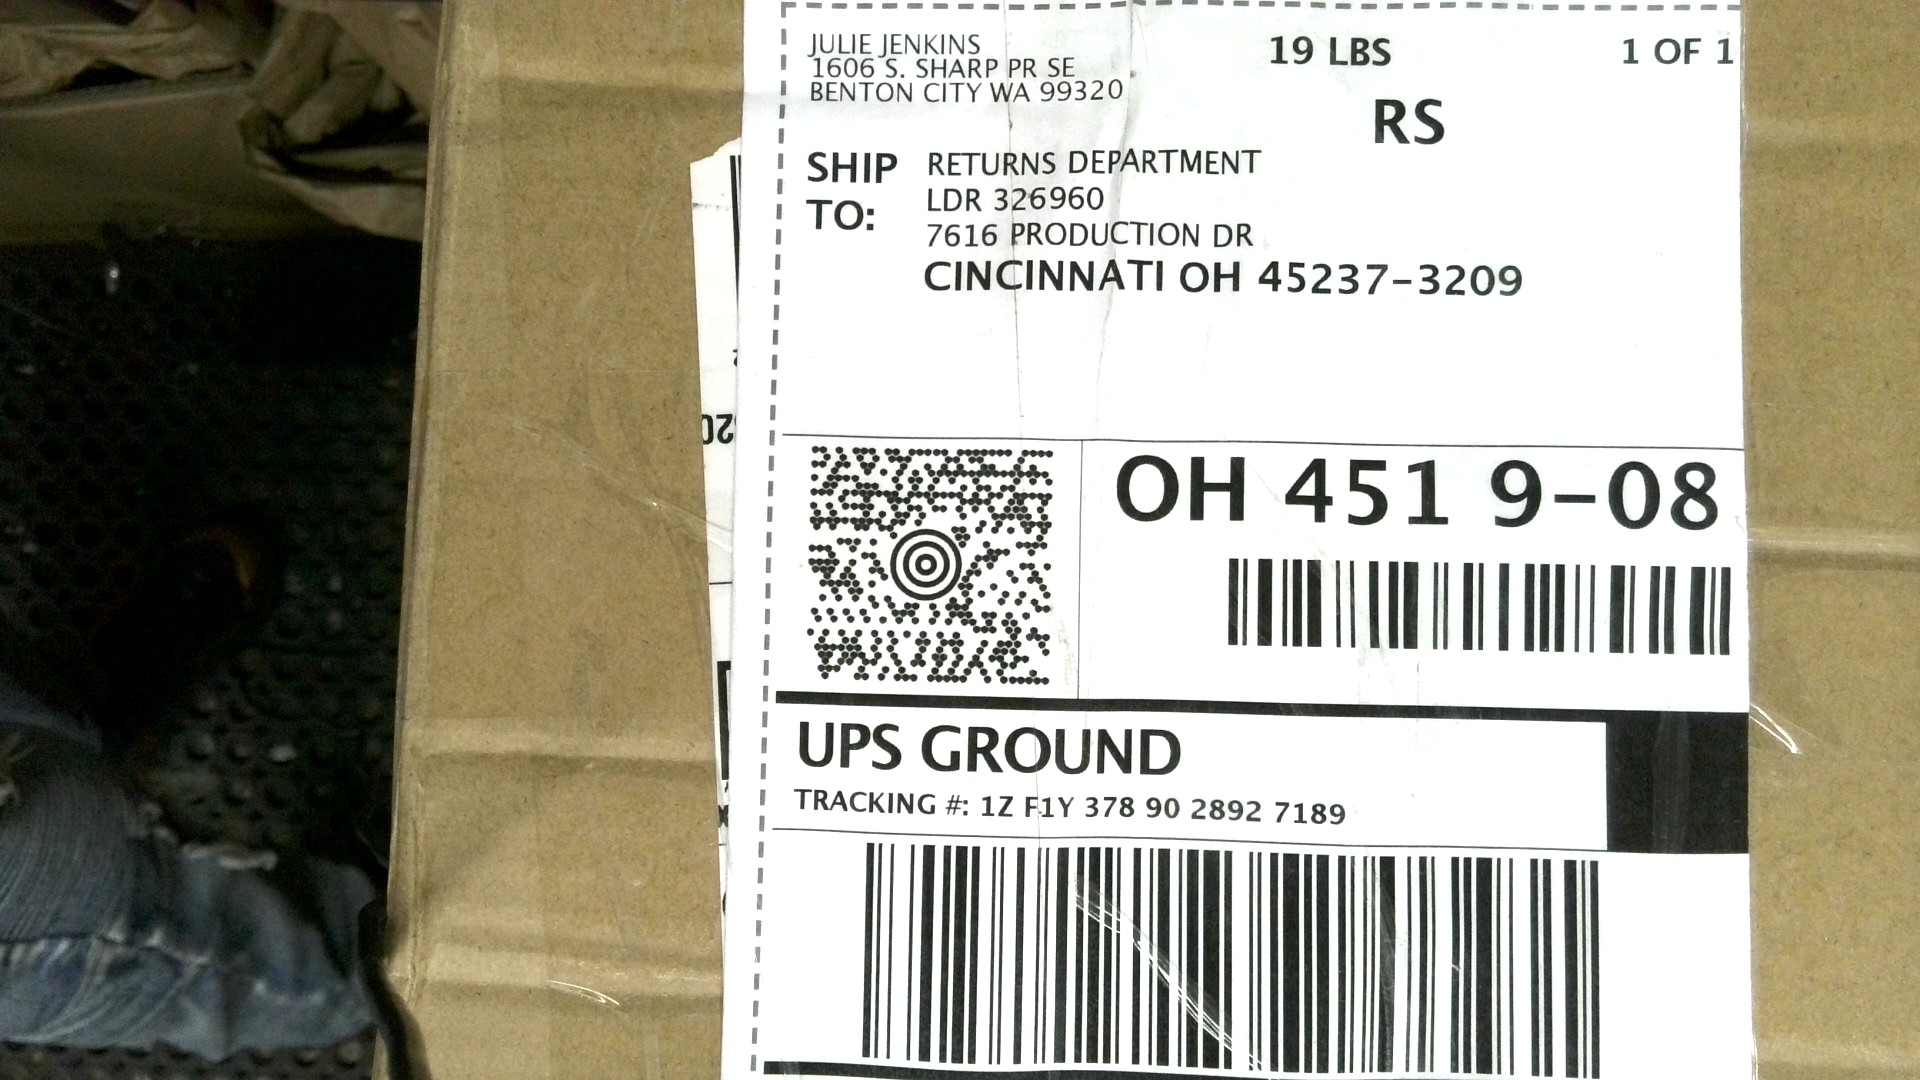 JULIE JENKINS
1606 S. SHARP PR SE
BENTON CITY WA 99320
19 LBS
1 OF 1
RS
SHIP TO:
RETURNS DEPARTMENT
LDR 326960
7616 PRODUCTION DR
CINCINNATI OH 45237-3209
OH 451 9-08
UPS GROUND
TRACKING #: 1Z F1Y 378 90 2892 7189